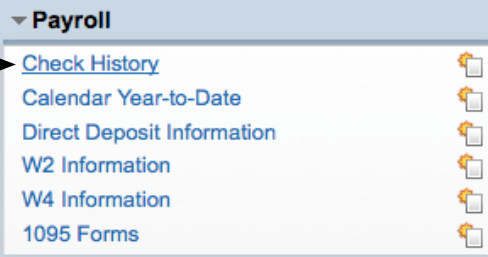 Payroll
Check History
Calendar Year-to-Date
Direct Deposit Information
W2 Information
W4 Information
1095 Forms